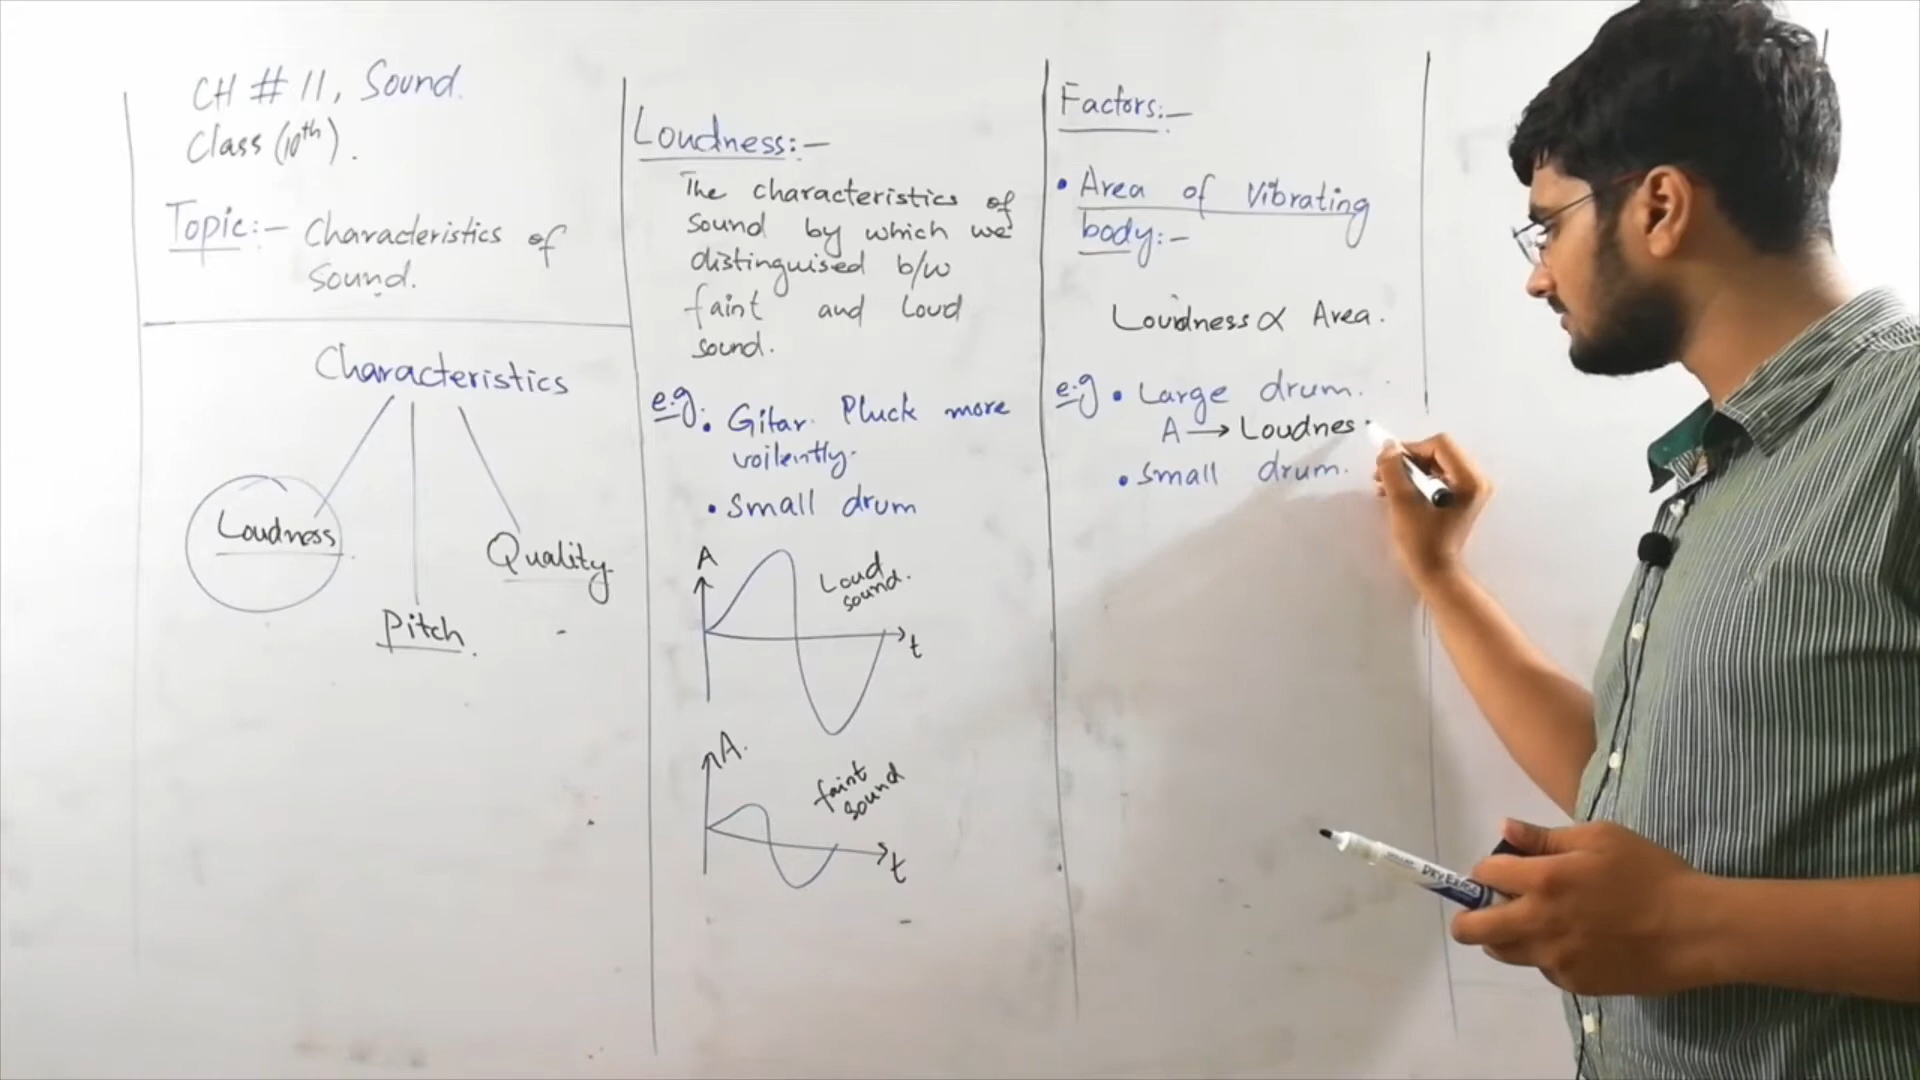 CH # 11, Sound.
Class (10th).
Topic:- Characteristics of
Sound.
Characteristics
Loudness
Pitch
Quality
Loudness:-
The characteristics of
sound by which we
distinguised b/w
faint and Loud
sound.
e.g: • Gitar. Pluck more
voilently.
• Small drum
A
Loud
sound.
t
A.
faint
sound
t
Factors:-
• Area of Vibrating
body:-
Loudness ∝ Area.
e.g • Large drum.
A → Loudnes
• Small drum.
DRY ERASE